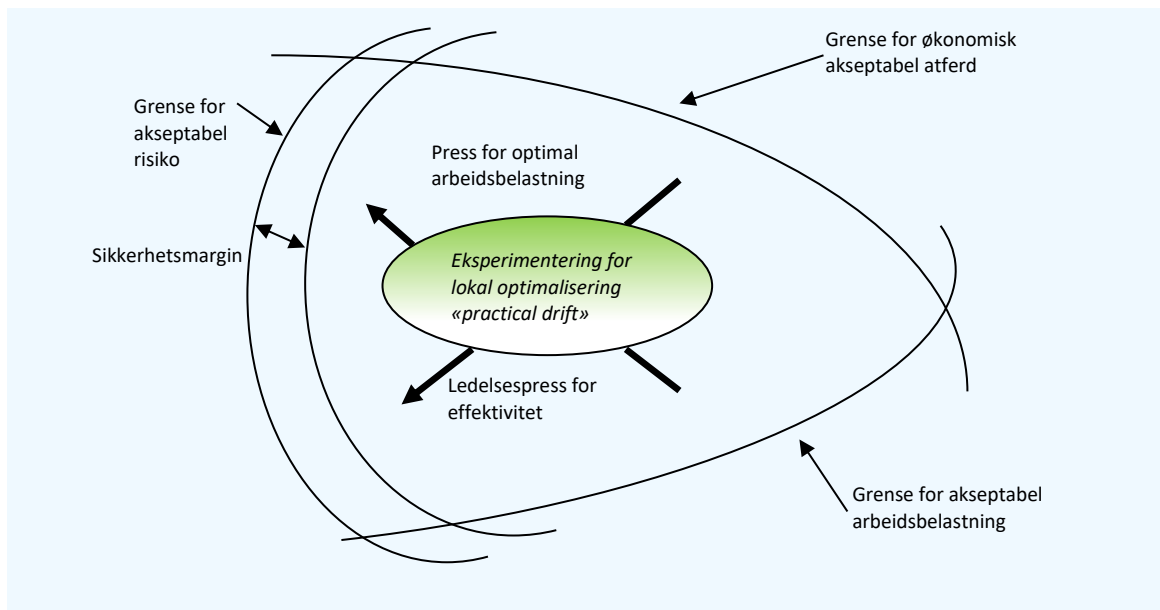 Grense for økonomisk
akseptabel atferd
Grense for
akseptabel
risiko
Press for optimal
arbeidsbelastning
Sikkerhetsmargin
Eksperimentering for
lokal optimalisering
«practical drift»
Ledelsespress for
effektivitet
Grense for akseptabel
arbeidsbelastning